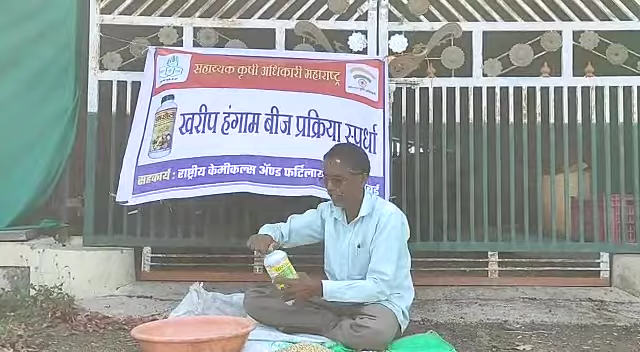 सहाय्यक कृषी अधिकारी महाराष्ट्र
खरीप हंगाम बीज प्रक्रिया स्पर्धा
सहकार्य : राष्ट्रीय केमीकल्स ॲण्ड फर्टिलाय